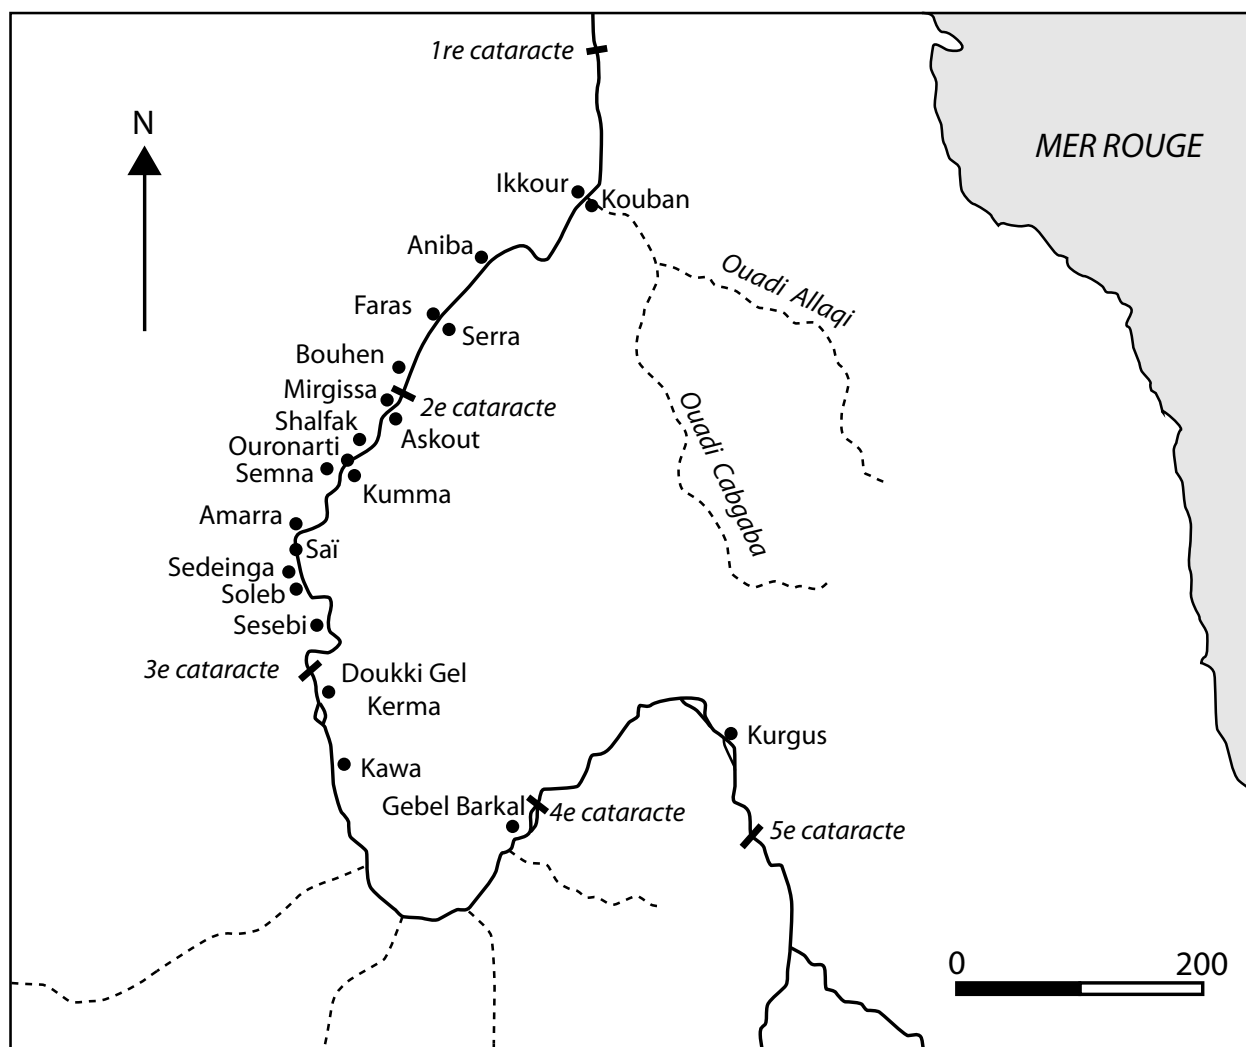 1re cataracte
N
MER ROUGE
Ikkour
Kouban
Aniba
Ouadi Allaqi
Faras
Serra
Bouhen
Mirgissa
2e cataracte
Shalfak
Askout
Ouronarti
Semna
Kumma
Ouadi Cabgaba
Amarra
Saï
Sedeinga
Soleb
Sesebi
3e cataracte
Doukki Gel
Kerma
Kurgus
Kawa
Gebel Barkal
4e cataracte
5e cataracte
0 200